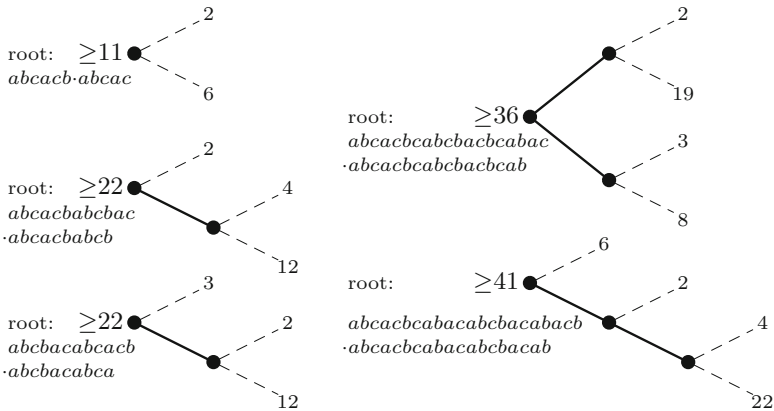 2
root: ≥11
abcacb·abcac
6
2
root: ≥22
abcacbabcbac
·abcacbabcb
4
12
3
root: ≥22
abcbacabcacb
·abcbacabca
2
12
2
19
root: ≥36
abcacbcabcbacbcabac
·abcacbcabcbacbcab
3
8
6
root: ≥41
abcacbcabacabcbacabacb
·abcacbcabacabcbacab
2
4
22